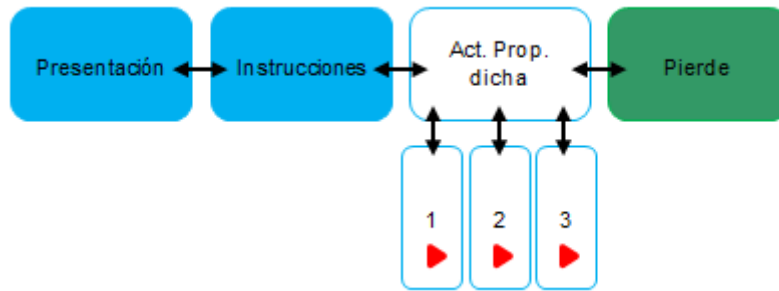 Presentación
Instrucciones
Act. Prop.
dicha
Pierde
1
2
3